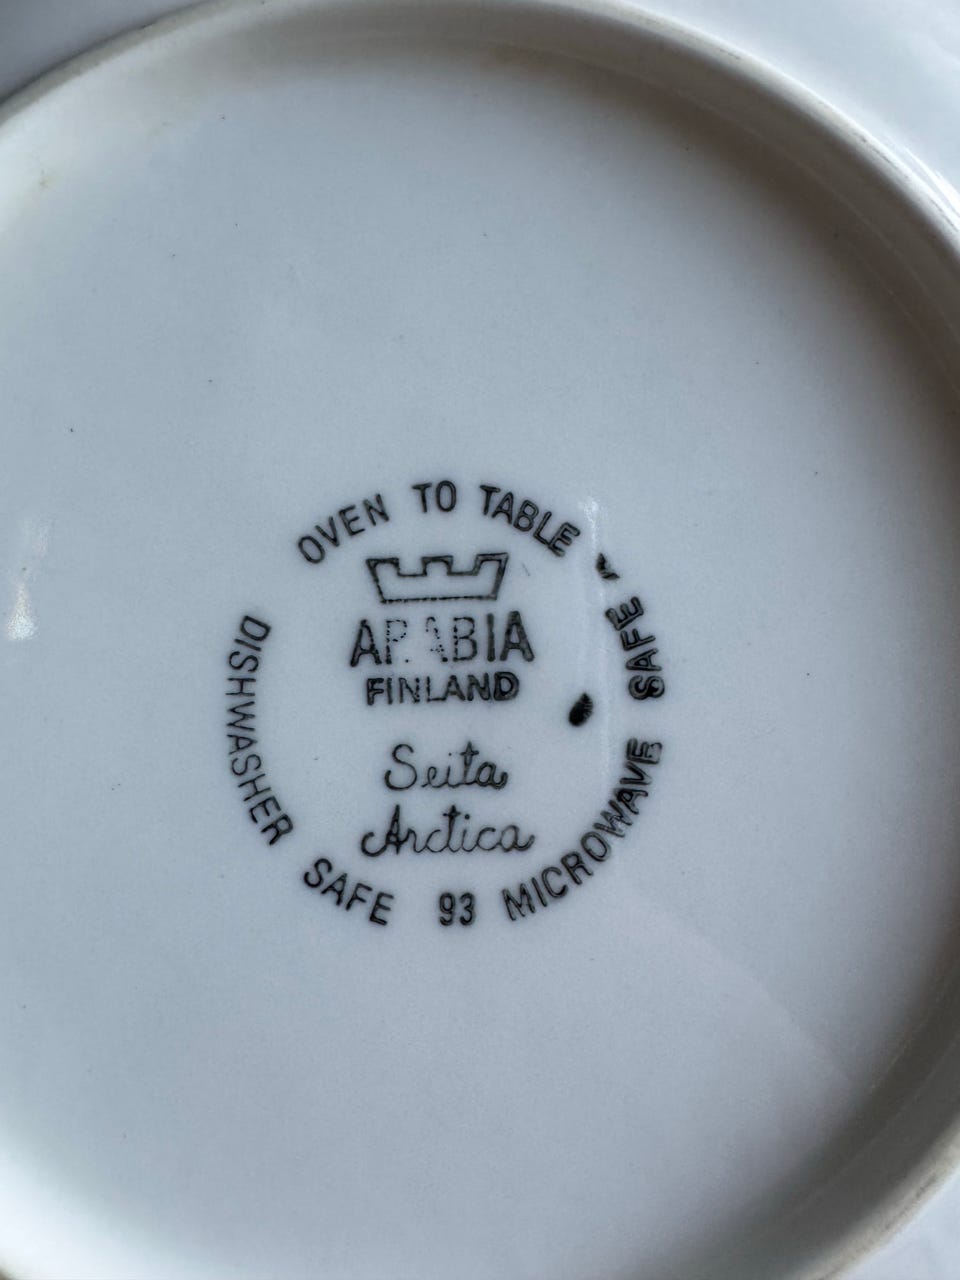 OVEN TO TABLE
ARABIA
FINLAND
Seita
Arctica
DISHWASHER SAFE 93 MICROWAVE SAFE